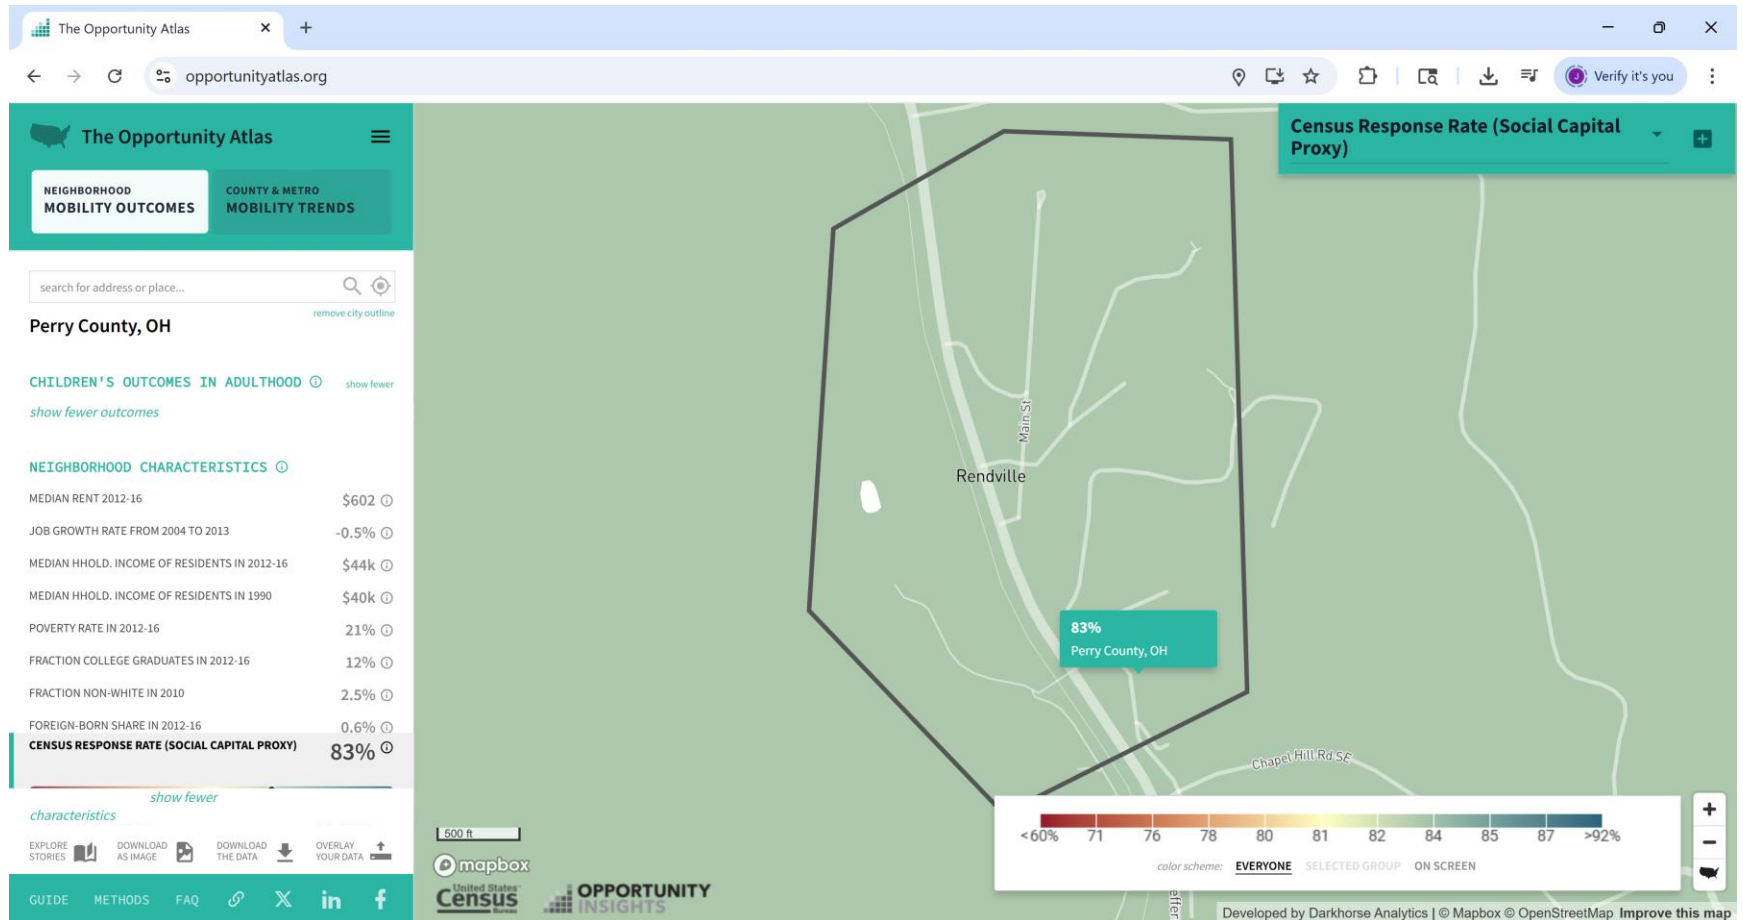 The Opportunity Atlas
opportunityatlas.org
Verify it's you
The Opportunity Atlas
NEIGHBORHOOD
MOBILITY OUTCOMES
COUNTY & METRO
MOBILITY TRENDS
search for address or place...
remove city outline
Perry County, OH
CHILDREN'S OUTCOMES IN ADULTHOOD
show fewer
show fewer outcomes
NEIGHBORHOOD CHARACTERISTICS
MEDIAN RENT 2012-16 $602
JOB GROWTH RATE FROM 2004 TO 2013 -0.5%
MEDIAN HHOLD. INCOME OF RESIDENTS IN 2012-16 $44k
MEDIAN HHOLD. INCOME OF RESIDENTS IN 1990 $40k
POVERTY RATE IN 2012-16 21%
FRACTION COLLEGE GRADUATES IN 2012-16 12%
FRACTION NON-WHITE IN 2010 2.5%
FOREIGN-BORN SHARE IN 2012-16 0.6%
CENSUS RESPONSE RATE (SOCIAL CAPITAL PROXY) 83%
show fewer
characteristics
EXPLORE
STORIES
DOWNLOAD
AS IMAGE
DOWNLOAD
THE DATA
OVERLAY
YOUR DATA
GUIDE METHODS FAQ
Census Response Rate (Social Capital
Proxy)
Main St
Rendville
83%
Perry County, OH
Chapel Hill Rd SE
effer
500 ft
mapbox
United States
Census
Bureau
OPPORTUNITY
INSIGHTS
<60% 71 76 78 80 81 82 84 85 87 >92%
color scheme: EVERYONE SELECTED GROUP ON SCREEN
Developed by Darkhorse Analytics | © Mapbox © OpenStreetMap Improve this map